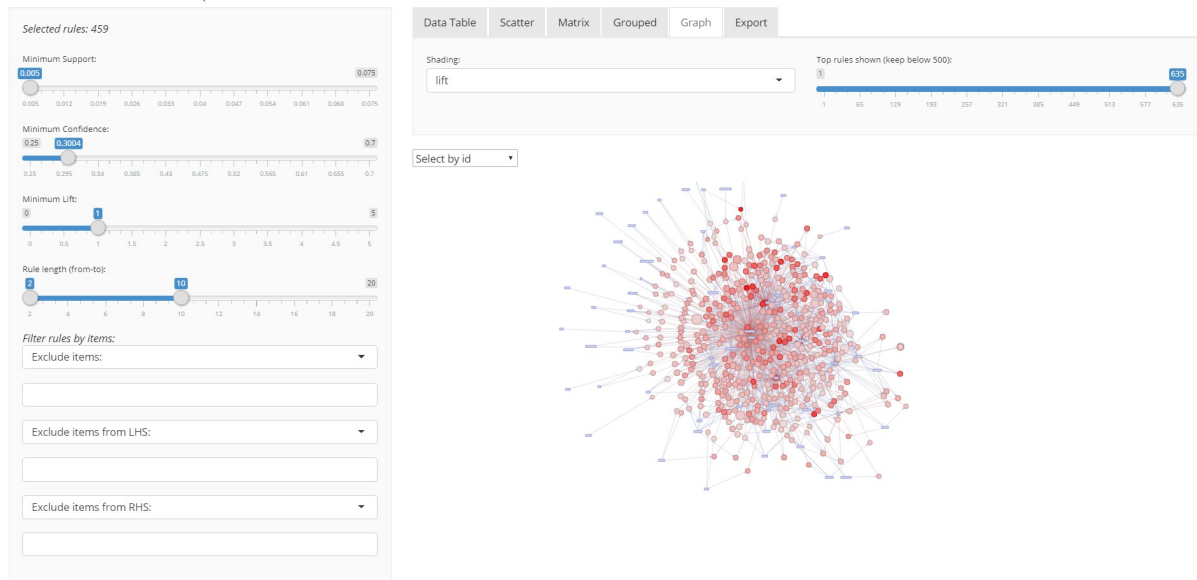 Selected rules: 459
Minimum Support:
0.005
0.075
0.005 0.012 0.019 0.026 0.033 0.04 0.047 0.054 0.061 0.068 0.075
Minimum Confidence:
0.25 0.3004 0.7
0.25 0.295 0.34 0.385 0.43 0.475 0.52 0.565 0.61 0.655 0.7
Minimum Lift:
0 1 5
0 0.5 1 1.5 2 2.5 3 3.5 4 4.5 5
Rule length (from-to):
2 10 20
2 4 6 8 10 12 14 16 18 20
Filter rules by items:
Exclude items:
Exclude items from LHS:
Exclude items from RHS:
Data Table Scatter Matrix Grouped Graph Export
Shading:
lift
Top rules shown (keep below 500):
1 635
1 65 129 193 257 321 385 449 513 577 635
Select by id